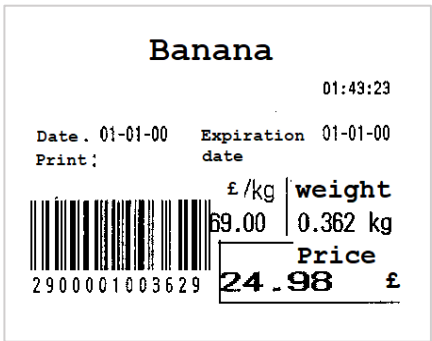 Banana
01:43:23
Date. 01-01-00 Expiration 01-01-00
Print: date
£/kg weight
69.00 0.362 kg
Price
2900001003629 24.98 £